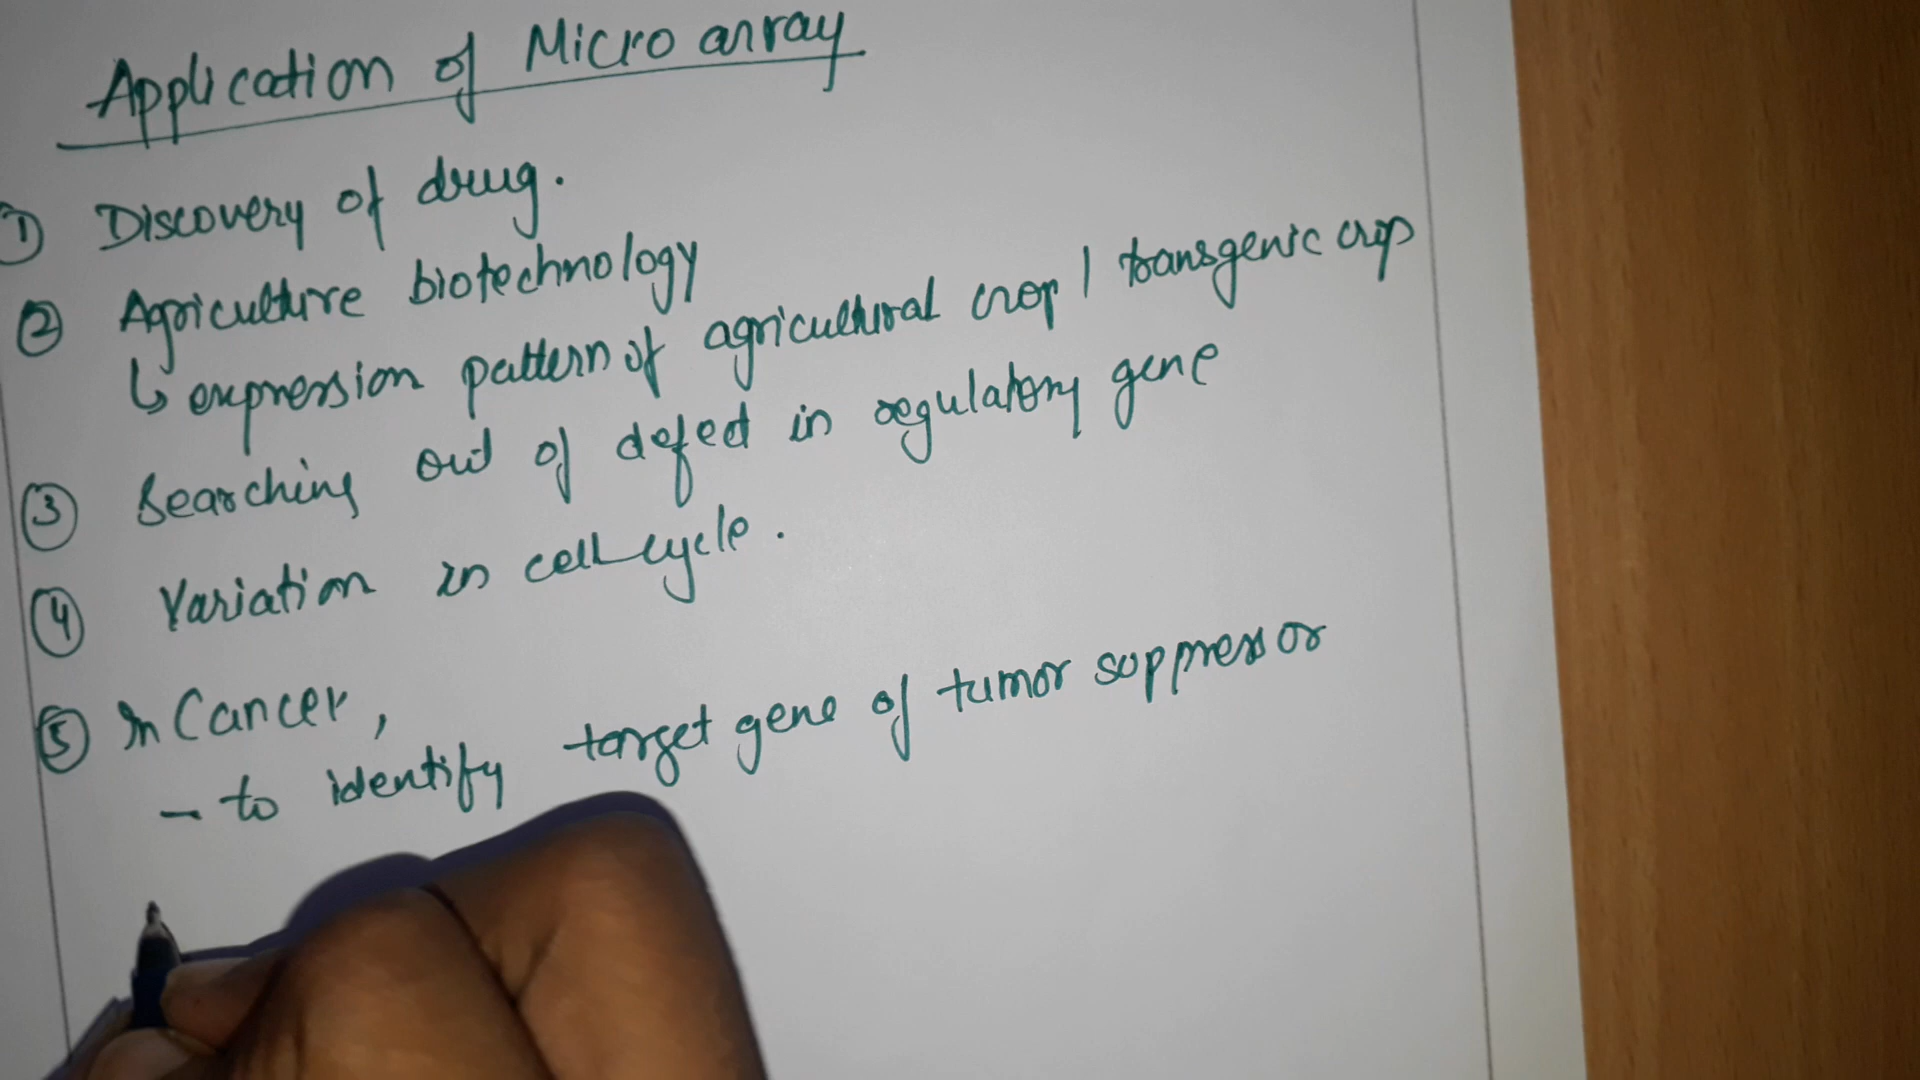 Application of Micro array
① Discovery of drug.
② Agriculture biotechnology
↳ expression pattern of agricultural crop / transgenic crop
③ Searching out of defect in regulatory gene
④ Variation in cell cycle.
⑤ In Cancer,
- to identify target gene of tumor suppressor